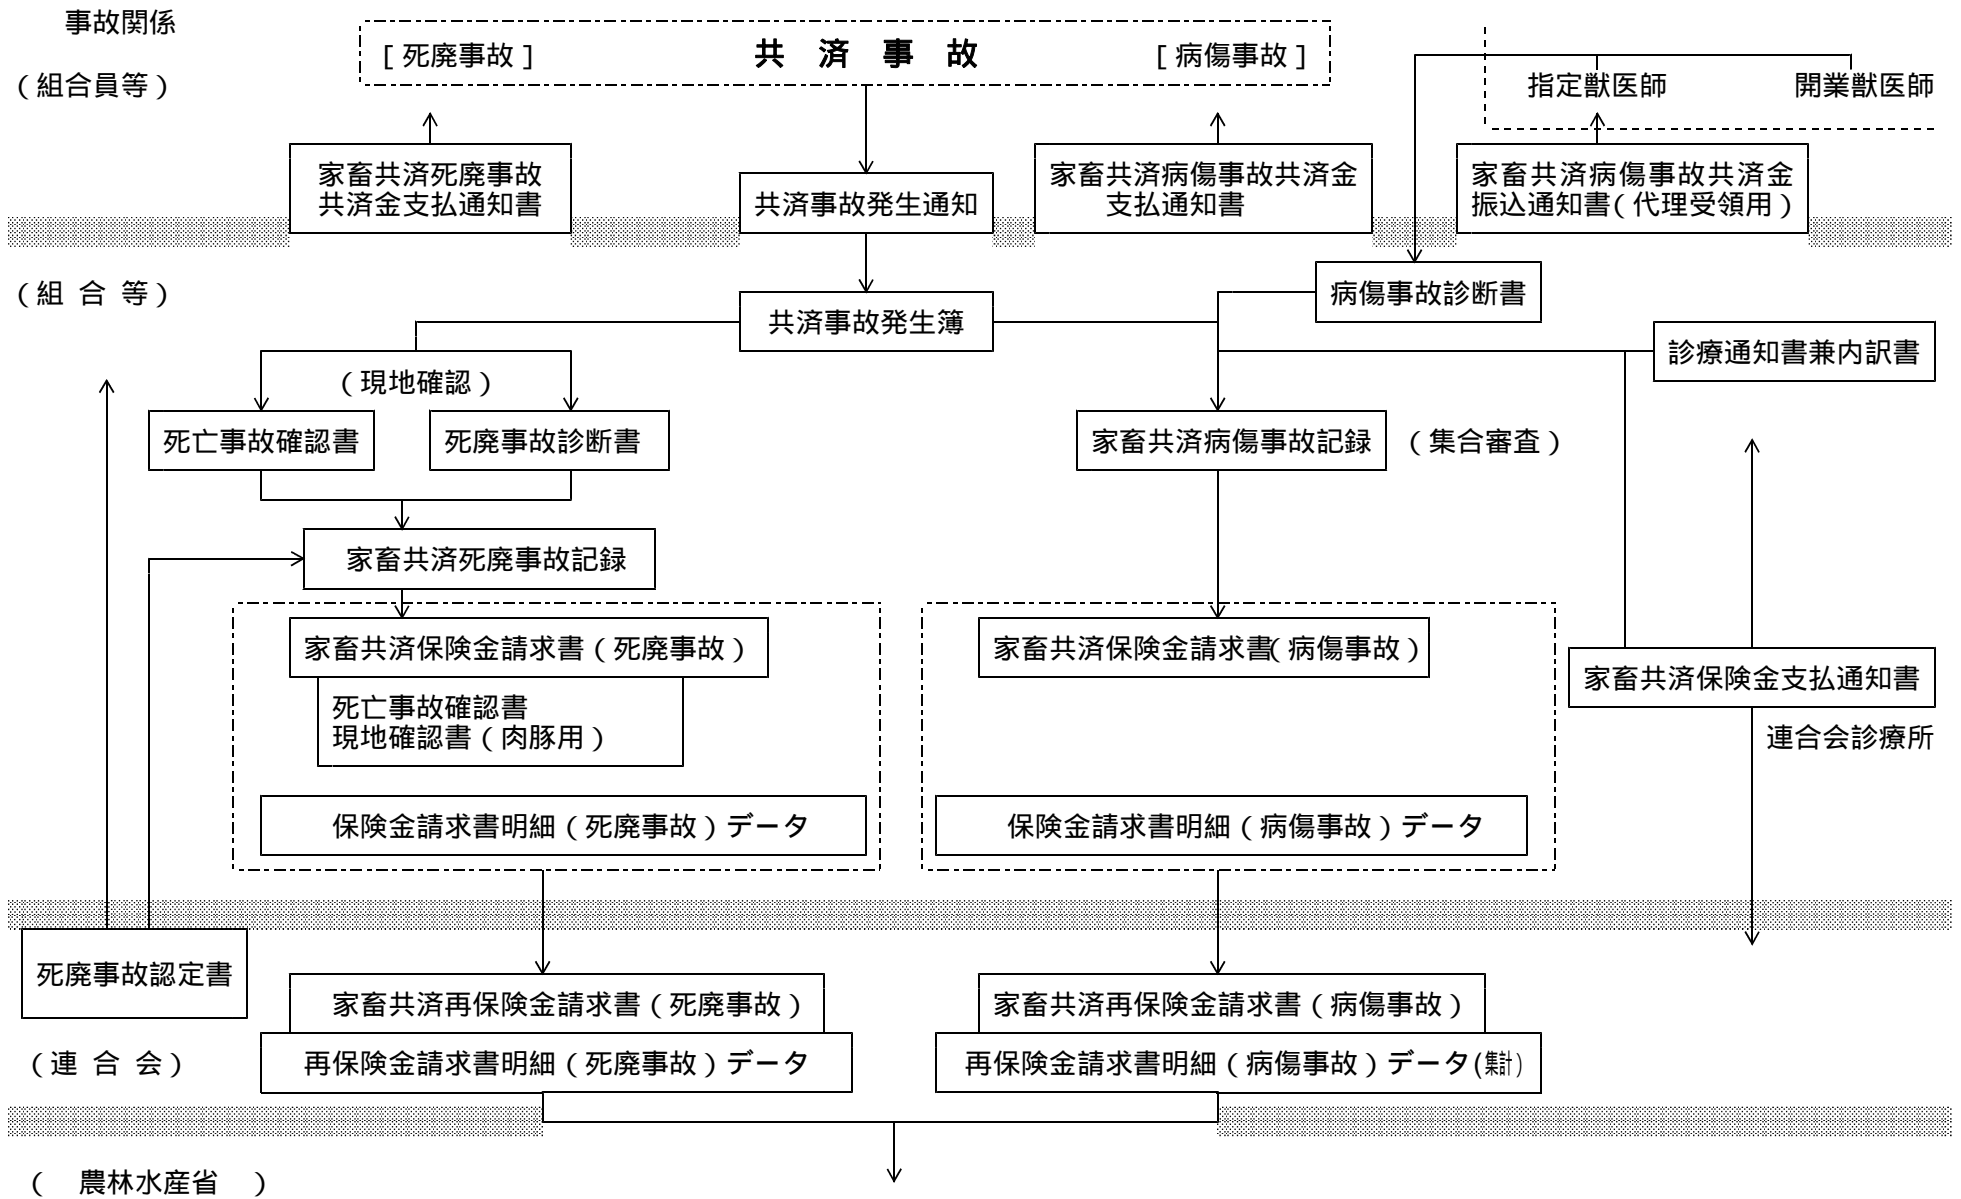 事故関係
[死廃事故] 共 済 事 故 [病傷事故]
(組合員等)
指定獣医師 開業獣医師
家畜共済死廃事故
共済金支払通知書
共済事故発生通知
家畜共済病傷事故共済金
支払通知書
家畜共済病傷事故共済金
振込通知書(代理受領用)
(組 合 等)
病傷事故診断書
共済事故発生簿
診療通知書兼内訳書
(現地確認)
死亡事故確認書
死廃事故診断書
家畜共済病傷事故記録
(集合審査)
家畜共済死廃事故記録
家畜共済保険金請求書(死廃事故)
家畜共済保険金請求書(病傷事故)
家畜共済保険金支払通知書
死亡事故確認書
現地確認書(肉豚用)
連合会診療所
保険金請求書明細(死廃事故)データ
保険金請求書明細(病傷事故)データ
死廃事故認定書
家畜共済再保険金請求書(死廃事故)
家畜共済再保険金請求書(病傷事故)
(連 合 会)
再保険金請求書明細(死廃事故)データ
再保険金請求書明細(病傷事故)データ(集計)
( 農林水産省 )